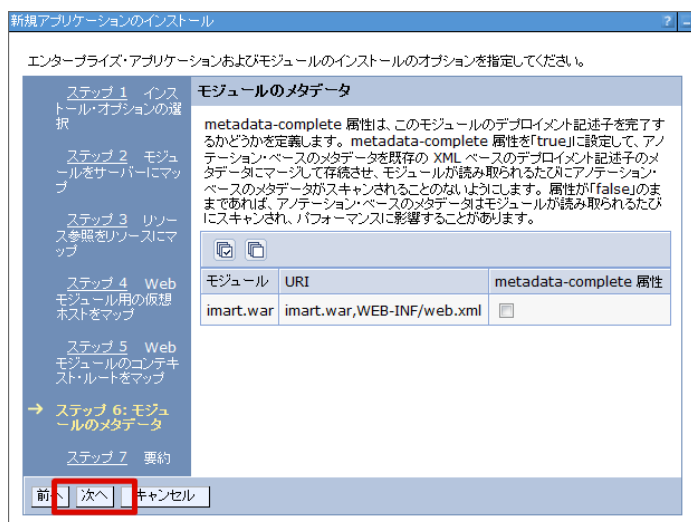 新規アプリケーションのインストール ? –
エンタープライズ・アプリケーションおよびモジュールのインストールのオプションを指定してください。
ステップ 1 インス
トール・オプションの選
択
ステップ 2 モジュ
ールをサーバーにマッ
プ
ステップ 3 リソー
ス参照をリソースにマ
ップ
ステップ 4 Web
モジュール用の仮想
ホストをマップ
ステップ 5 Web
モジュールのコンテキ
スト・ルートをマップ
→ ステップ 6: モジュ
ールのメタデータ
ステップ 7 要約
モジュールのメタデータ
metadata-complete 属性は、このモジュールのデプロイメント記述子を完了す
るかどうかを定義します。metadata-complete 属性を「true」に設定して、アノ
テーション・ベースのメタデータを既存の XML ベースのデプロイメント記述子のメ
タデータにマージして存続させ、モジュールが読み取られるたびにアノテーション・
ベースのメタデータがスキャンされることのないようにします。属性が「false」のま
まであれば、アノテーション・ベースのメタデータはモジュールが読み取られるたび
にスキャンされ、パフォーマンスに影響することがあります。
モジュール URI metadata-complete 属性
imart.war imart.war,WEB-INF/web.xml
前へ 次へ キャンセル